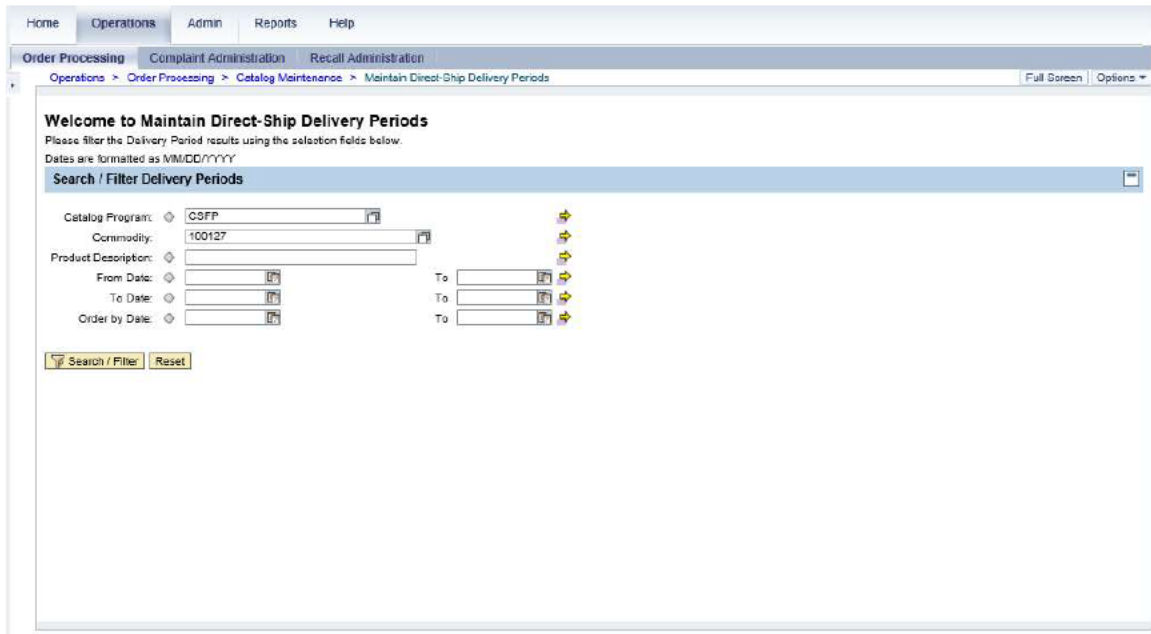 Home Operations Admin Reports Help
Order Processing Complaint Administration Recall Administration
Operations > Order Processing > Catalog Maintenance > Maintain Direct-Ship Delivery Periods Full Screen Options
Welcome to Maintain Direct-Ship Delivery Periods
Please filter the Delivery Period results using the selection fields below.
Dates are formatted as MM/DD/YYYY
Search / Filter Delivery Periods
Catalog Program: CSFP
Commodity: 100127
Product Description:
From Date: To
To Date: To
Order by Date: To
Search / Filter Reset